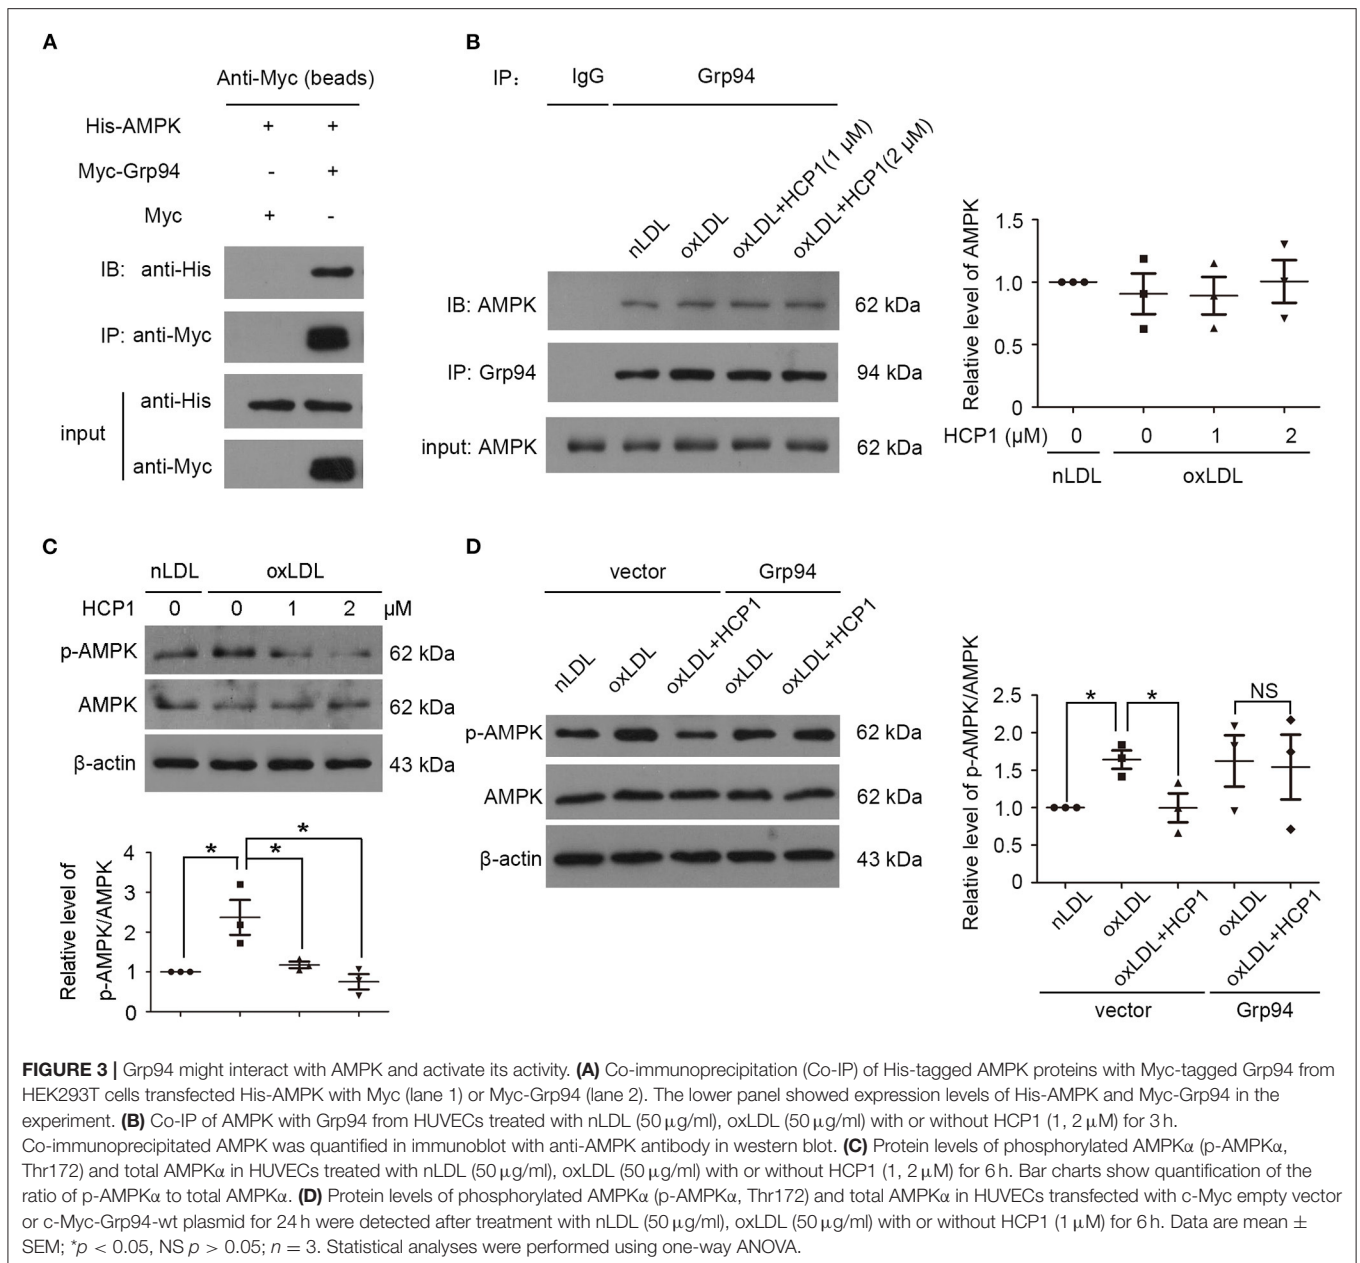 A
Anti-Myc (beads)
His-AMPK + +
Myc-Grp94 - +
Myc + -
IB: anti-His
IP: anti-Myc
input
anti-His
anti-Myc
B
IP: IgG Grp94
nLDL oxLDL oxLDL+HCP1(1 μM) oxLDL+HCP1(2 μM)
IB: AMPK 62 kDa
IP: Grp94 94 kDa
input: AMPK 62 kDa
Relative level of AMPK
1.5
1.0
0.5
0
HCP1 (μM) 0 0 1 2
nLDL oxLDL
C
nLDL oxLDL
HCP1 0 0 1 2 μM
p-AMPK 62 kDa
AMPK 62 kDa
β-actin 43 kDa
Relative level of
p-AMPK/AMPK
4
3
2
1
0
* * *
D
vector Grp94
nLDL oxLDL oxLDL+HCP1 oxLDL oxLDL+HCP1
p-AMPK 62 kDa
AMPK 62 kDa
β-actin 43 kDa
Relative level of p-AMPK/AMPK
2.5
2.0
1.5
1.0
0.5
0
* * NS
nLDL oxLDL oxLDL+HCP1 oxLDL oxLDL+HCP1
vector Grp94
FIGURE 3 | Grp94 might interact with AMPK and activate its activity. (A) Co-immunoprecipitation (Co-IP) of His-tagged AMPK proteins with Myc-tagged Grp94 from
HEK293T cells transfected His-AMPK with Myc (lane 1) or Myc-Grp94 (lane 2). The lower panel showed expression levels of His-AMPK and Myc-Grp94 in the
experiment. (B) Co-IP of AMPK with Grp94 from HUVECs treated with nLDL (50 μg/ml), oxLDL (50 μg/ml) with or without HCP1 (1, 2 μM) for 3 h.
Co-immunoprecipitated AMPK was quantified in immunoblot with anti-AMPK antibody in western blot. (C) Protein levels of phosphorylated AMPKα (p-AMPKα,
Thr172) and total AMPKα in HUVECs treated with nLDL (50 μg/ml), oxLDL (50 μg/ml) with or without HCP1 (1, 2 μM) for 6 h. Bar charts show quantification of the
ratio of p-AMPKα to total AMPKα. (D) Protein levels of phosphorylated AMPKα (p-AMPKα, Thr172) and total AMPKα in HUVECs transfected with c-Myc empty vector
or c-Myc-Grp94-wt plasmid for 24 h were detected after treatment with nLDL (50 μg/ml), oxLDL (50 μg/ml) with or without HCP1 (1 μM) for 6 h. Data are mean ±
SEM; *p < 0.05, NS p > 0.05; n = 3. Statistical analyses were performed using one-way ANOVA.